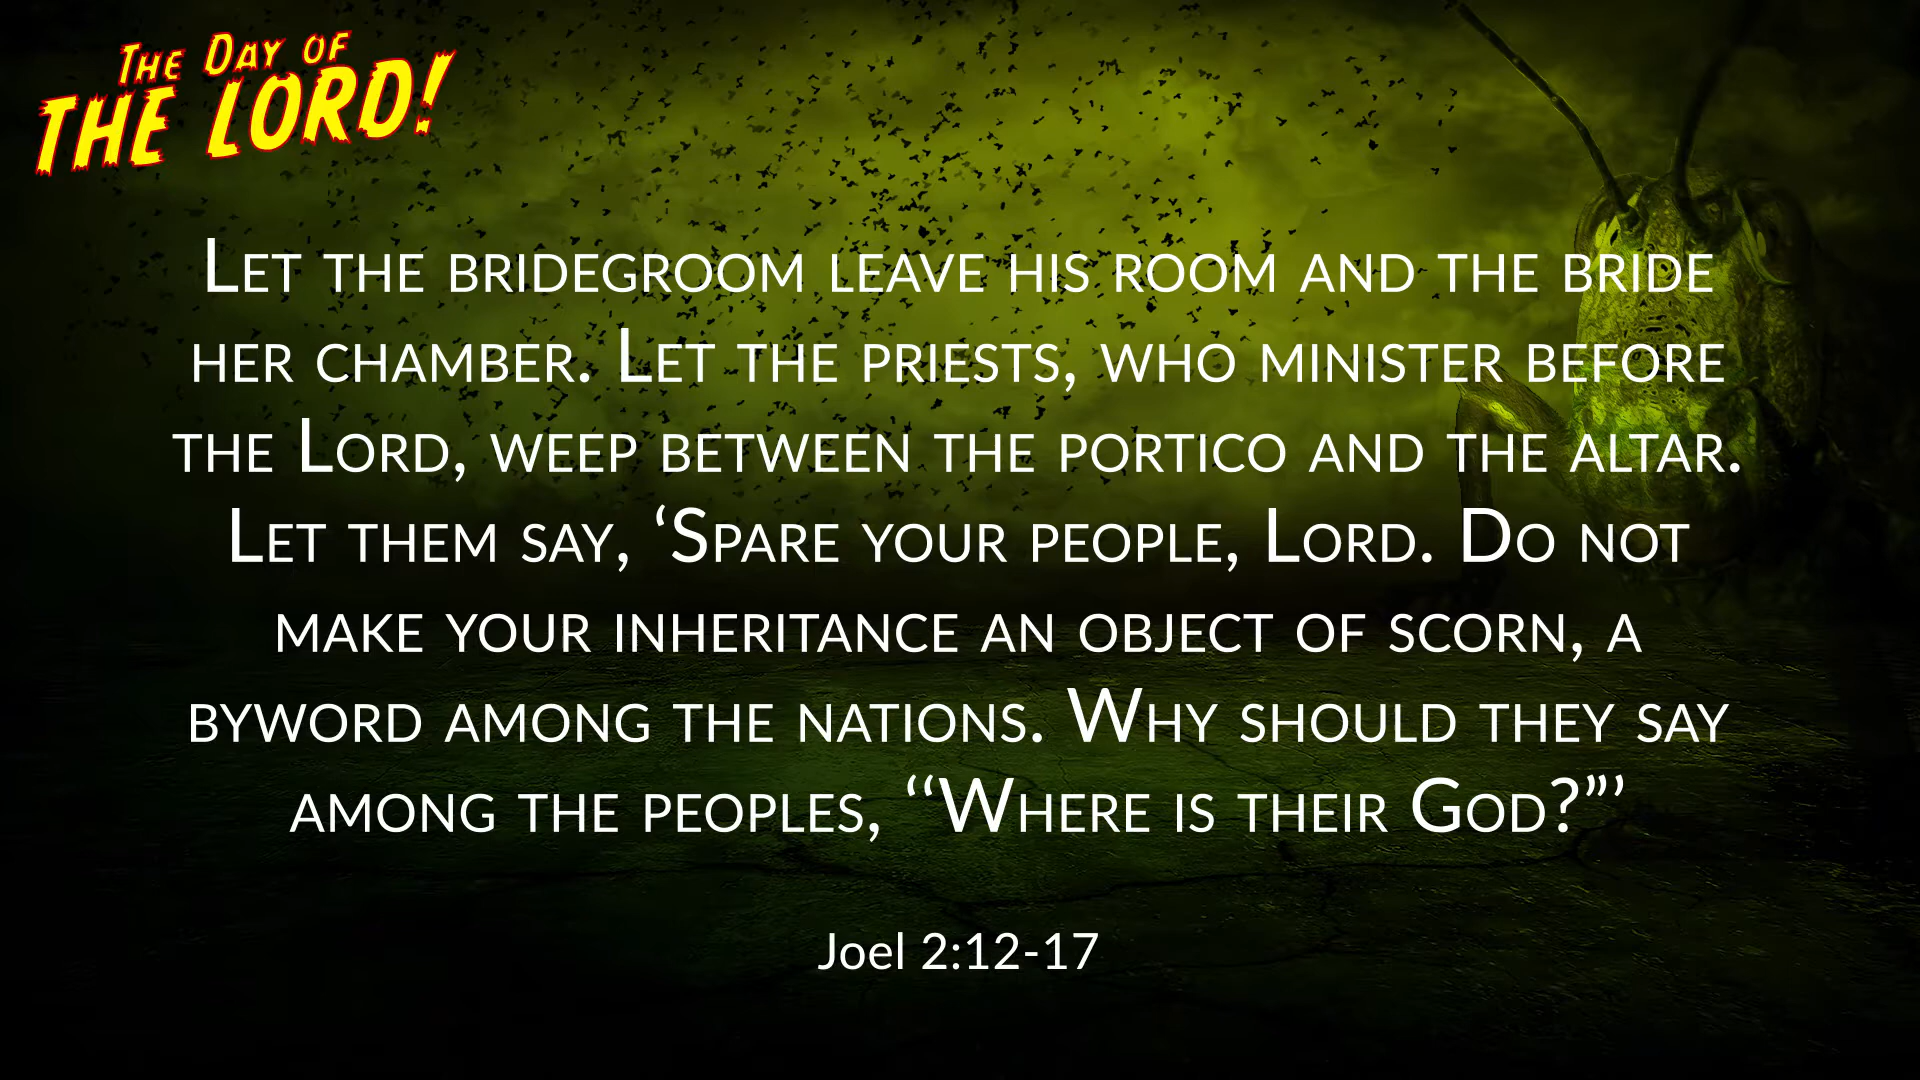 The Day of
THE LORD!
Let the bridegroom leave his room and the bride
her chamber. Let the priests, who minister before
the Lord, weep between the portico and the altar.
Let them say, ‘Spare your people, Lord. Do not
make your inheritance an object of scorn, a
byword among the nations. Why should they say
among the peoples, ‘‘Where is their God?”’
Joel 2:12-17